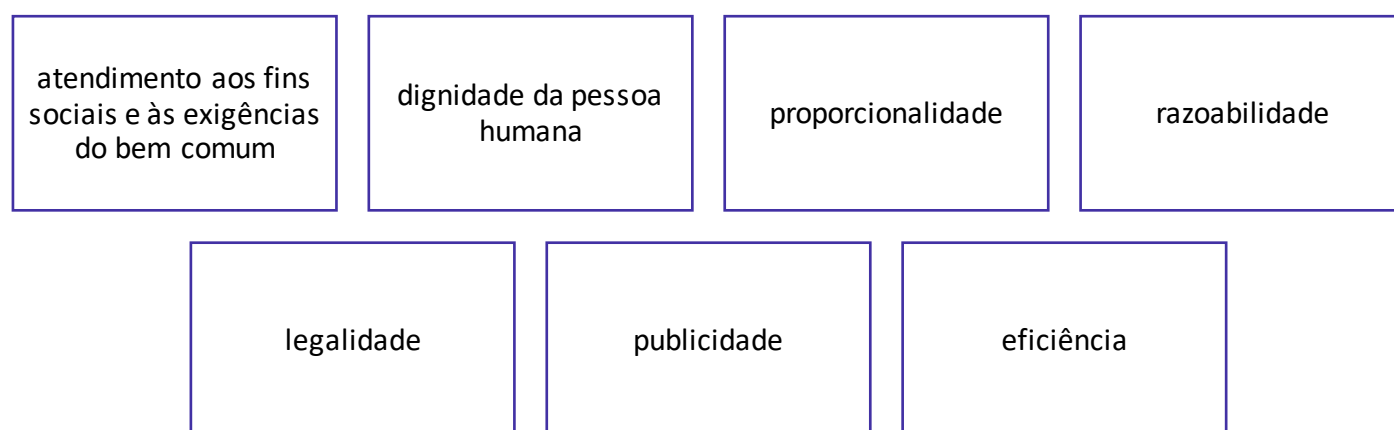 atendimento aos fins
sociais e às exigências
do bem comum
dignidade da pessoa
humana
proporcionalidade
razoabilidade
legalidade
publicidade
eficiência